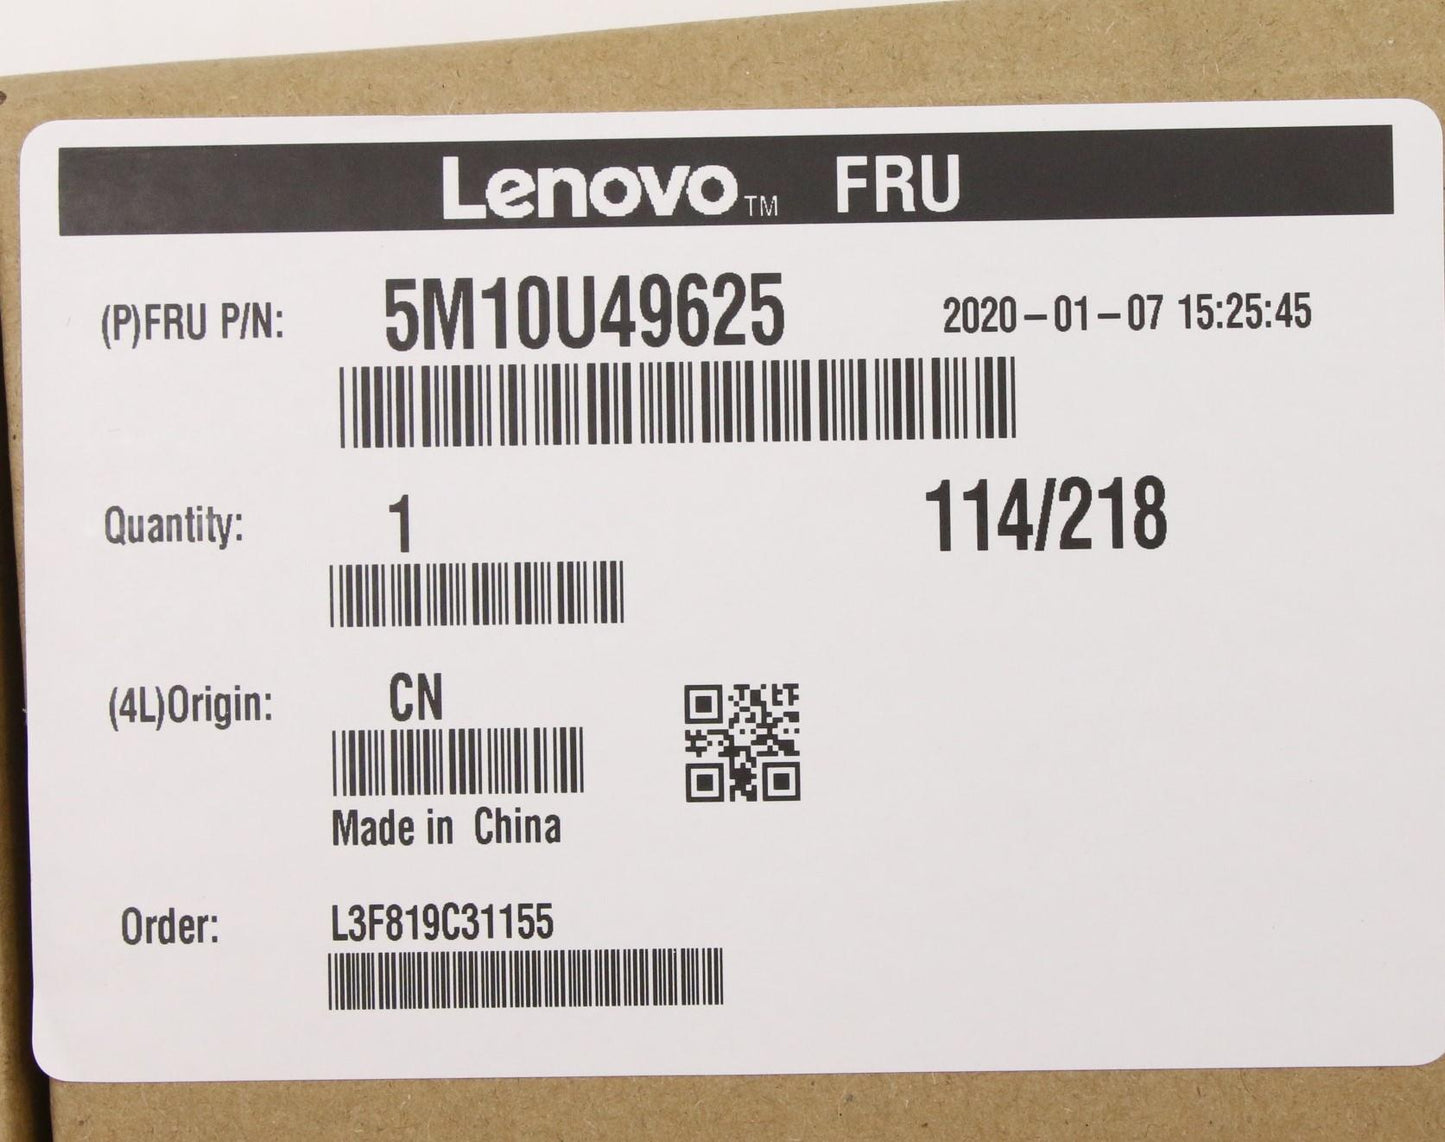 Lenovo™ FRU
(P)FRU P/N: 5M10U49625 2020-01-07 15:25:45
Quantity: 1 114/218
(4L)Origin: CN
Made in China
Order: L3F819C31155